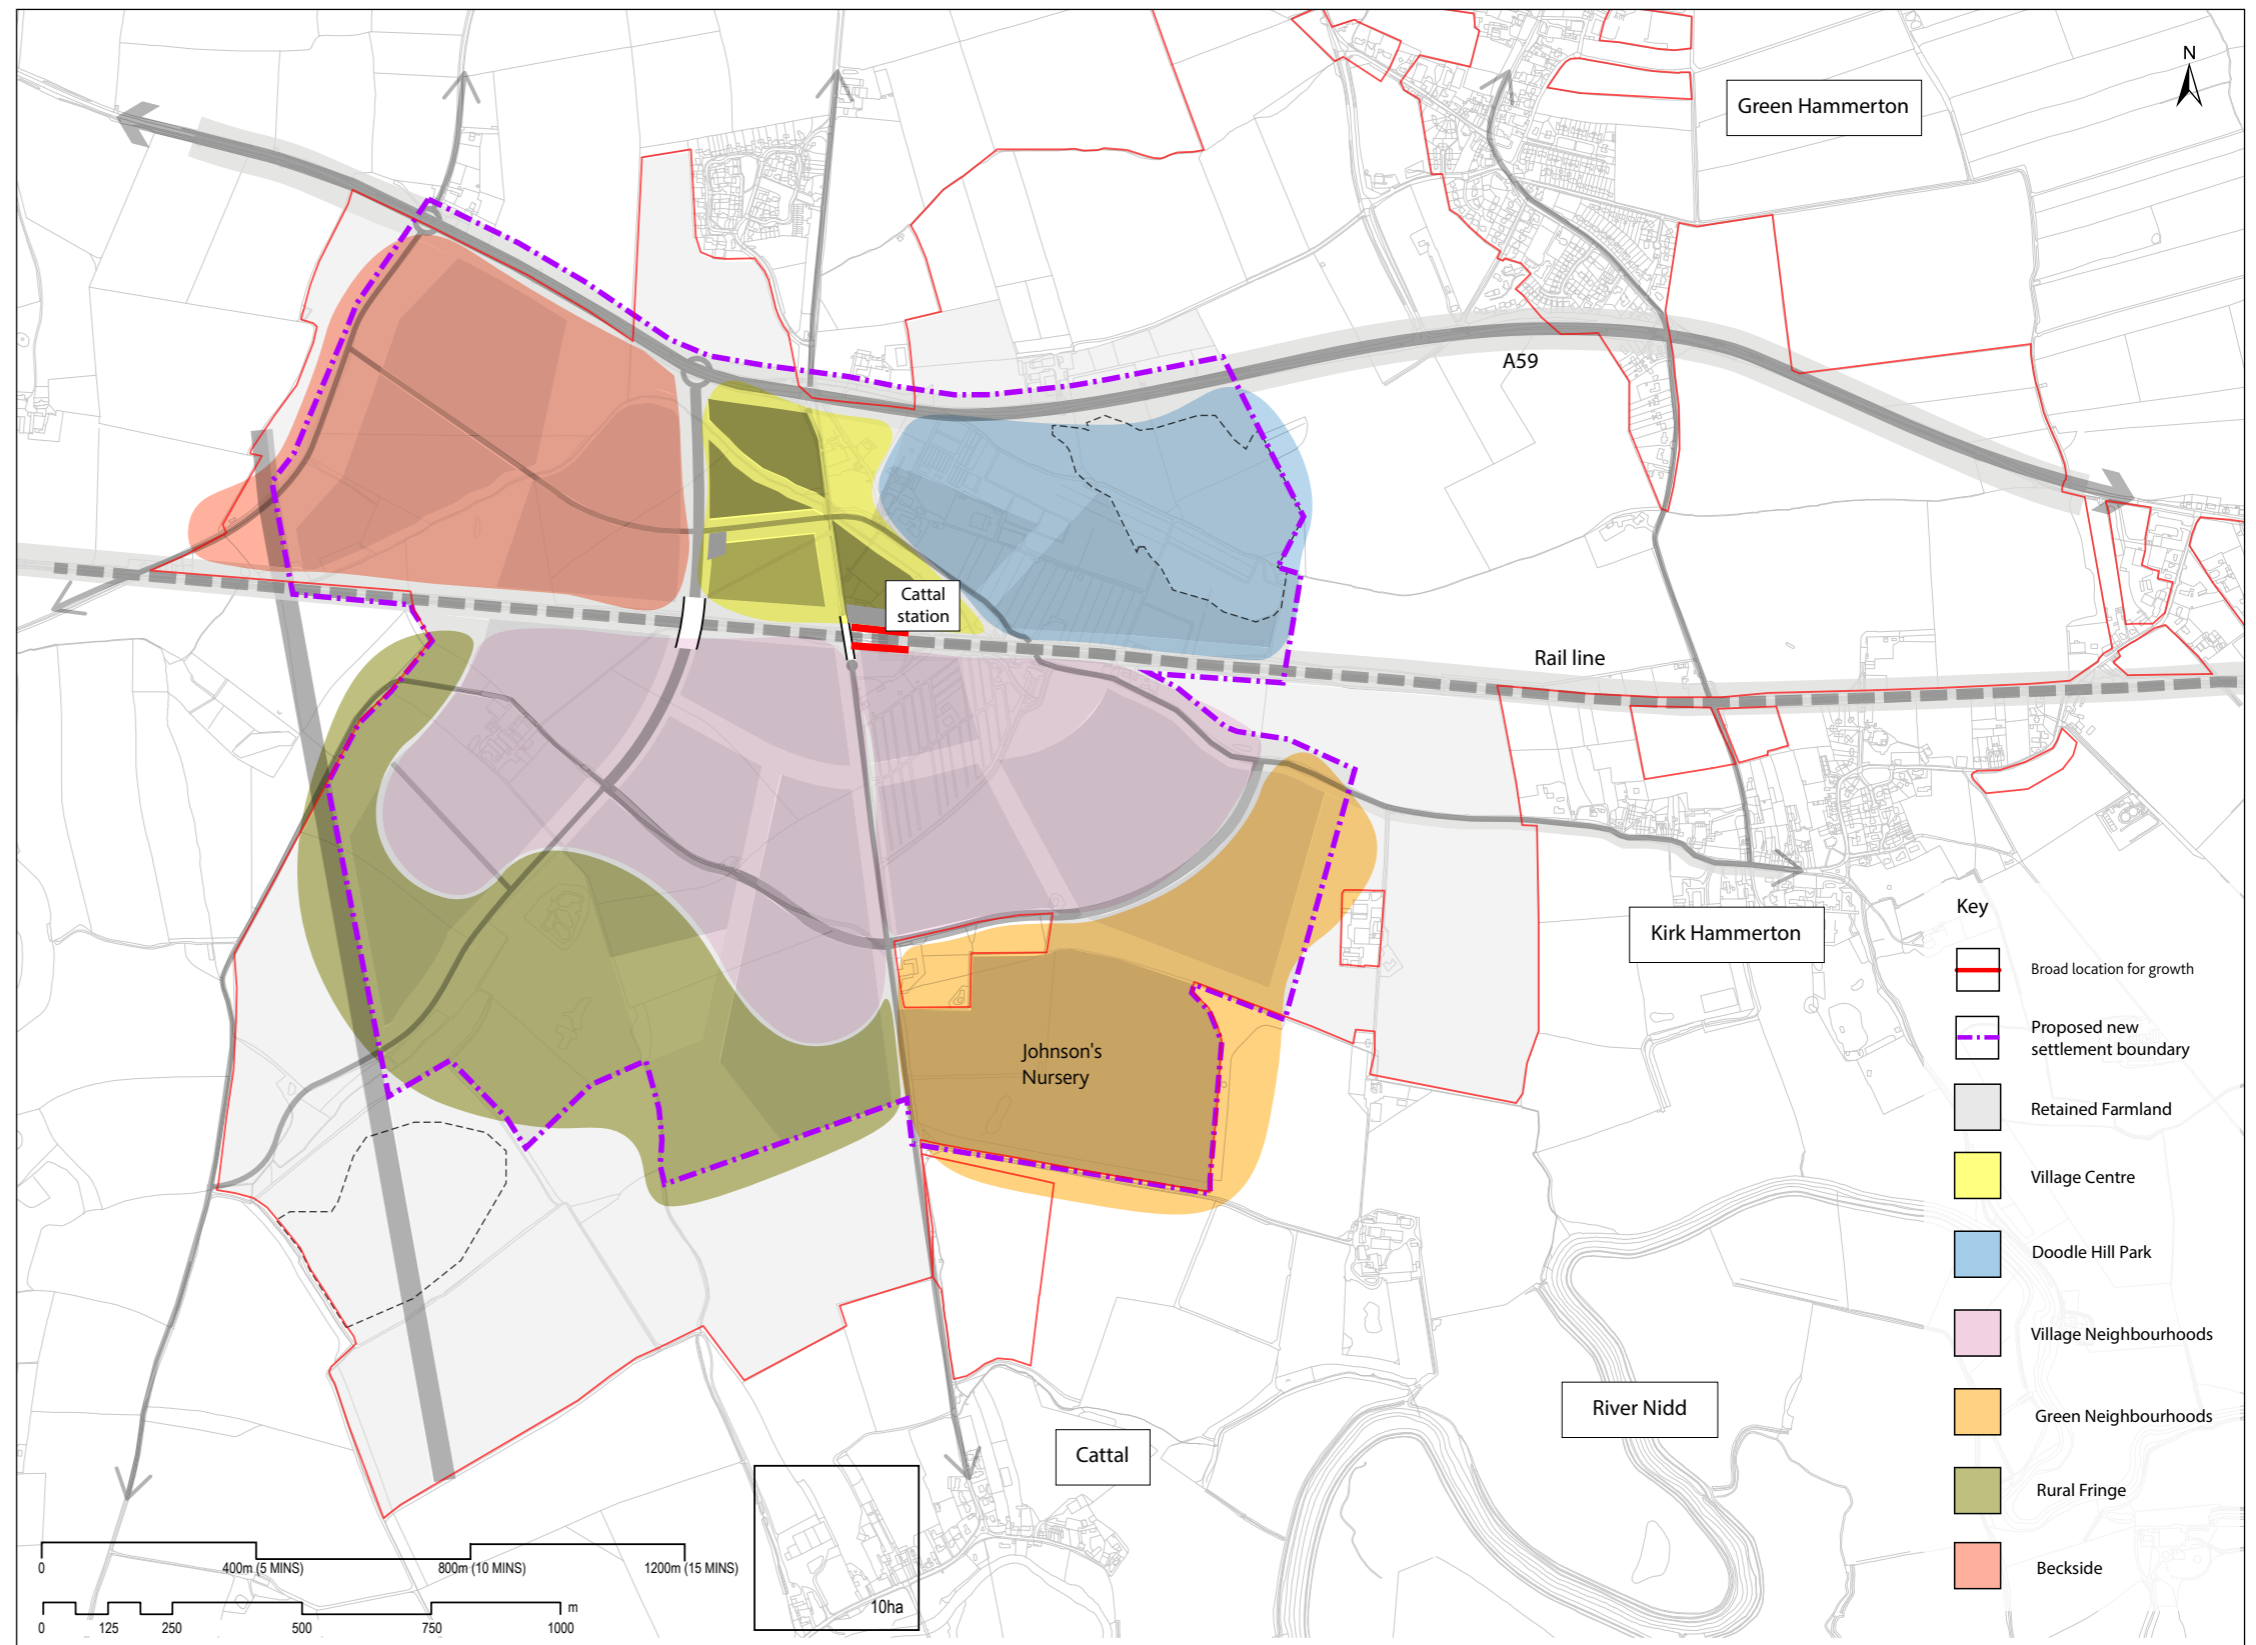 N
Green Hammerton
A59
Cattal
station
Rail line
Key
Kirk Hammerton
Broad location for growth
Proposed new
settlement boundary
Johnson's
Nursery
Retained Farmland
Village Centre
Doodle Hill Park
Village Neighbourhoods
River Nidd
Green Neighbourhoods
Cattal
Rural Fringe
Beckside
0
400m (5 MINS)
800m (10 MINS)
1200m (15 MINS)
10ha
m
0
125
250
500
750
1000